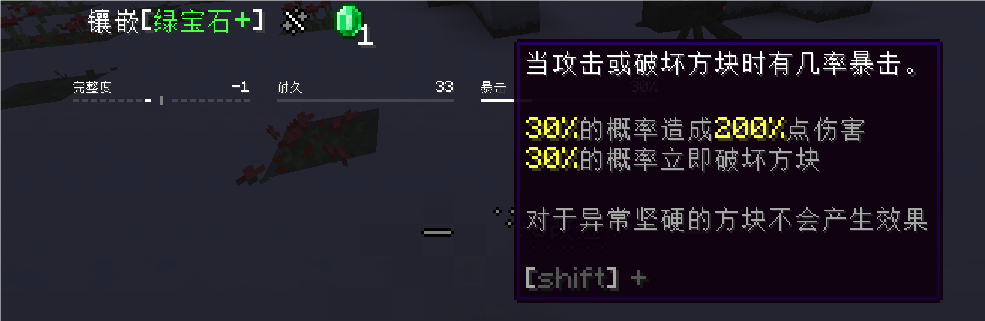 镶嵌[绿宝石+] 1
完整度 -1 耐久 33 暴击 30%
当攻击或破坏方块时有几率暴击。
30%的概率造成200%点伤害
30%的概率立即破坏方块
对于异常坚硬的方块不会产生效果
[shift] +